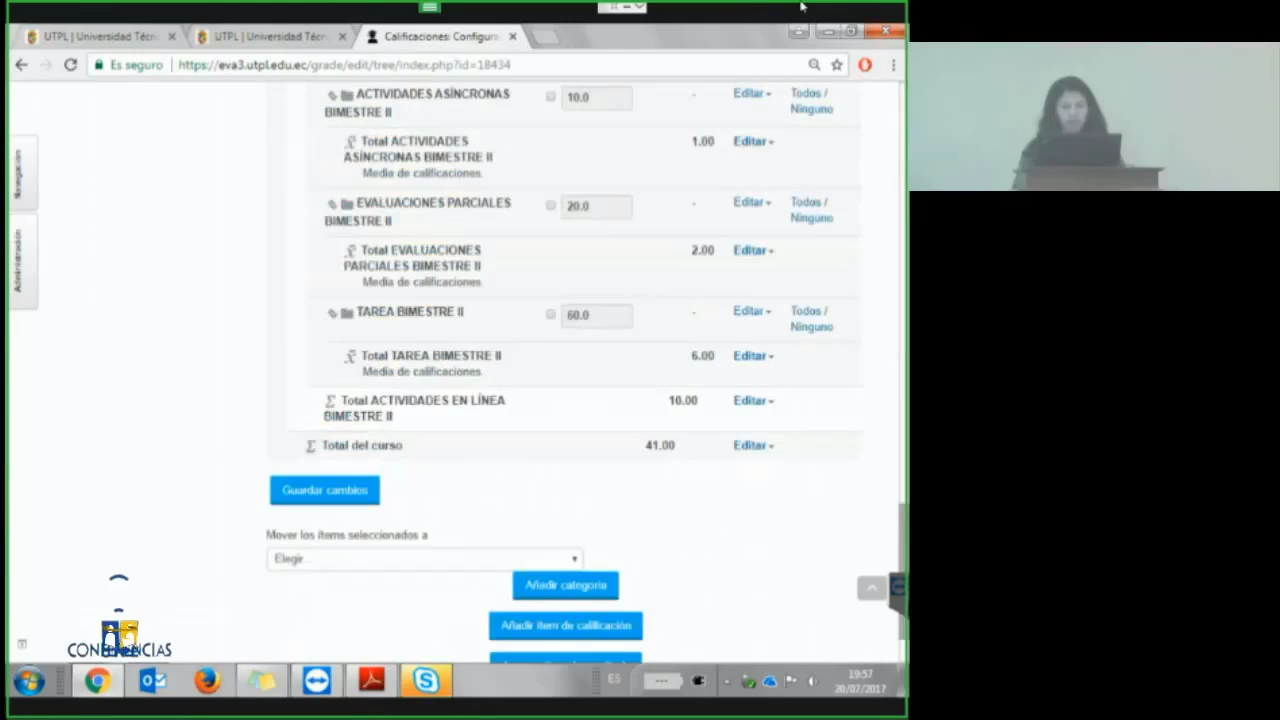 UTPL | Universidad Técn
UTPL | Universidad Técn
Calificaciones: Configura
Es seguro
https://eva3.utpl.edu.ec/grade/edit/tree/index.php?id=18434
Navegación
Administración
ACTIVIDADES ASÍNCRONAS BIMESTRE II
10.0
-
Editar
Todos / Ninguno
Total ACTIVIDADES ASÍNCRONAS BIMESTRE II
Media de calificaciones
1.00
Editar
EVALUACIONES PARCIALES BIMESTRE II
20.0
-
Editar
Todos / Ninguno
Total EVALUACIONES PARCIALES BIMESTRE II
Media de calificaciones
2.00
Editar
TAREA BIMESTRE II
60.0
-
Editar
Todos / Ninguno
Total TAREA BIMESTRE II
Media de calificaciones
6.00
Editar
Total ACTIVIDADES EN LÍNEA BIMESTRE II
10.00
Editar
Total del curso
41.00
Editar
Guardar cambios
Mover los ítems seleccionados a
Elegir...
Añadir categoría
Añadir ítem de calificación
ES
19:57
20/07/2017